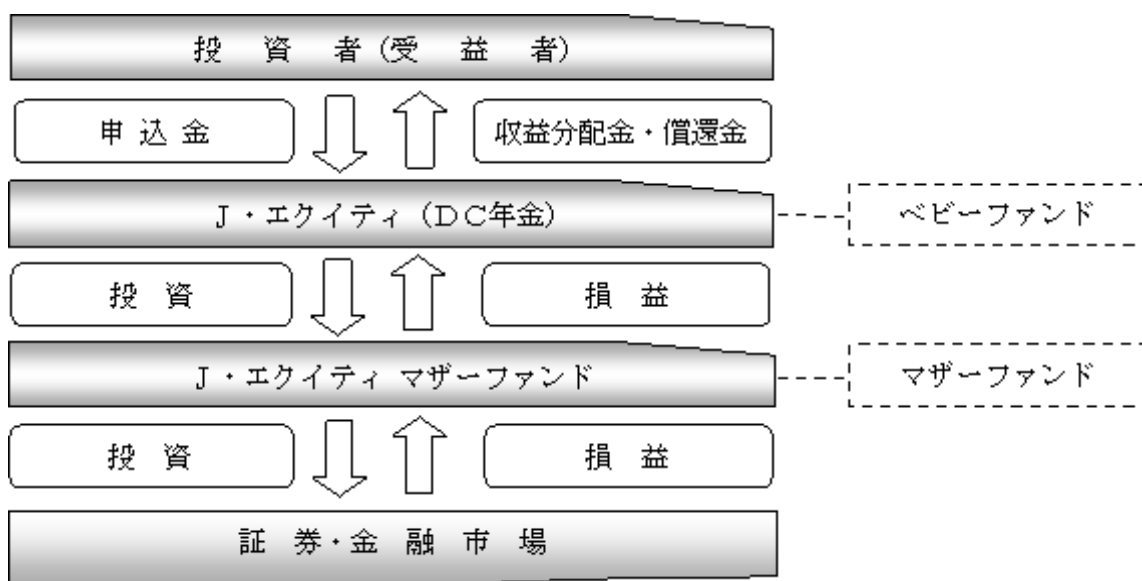 投資者(受益者)
申込金
収益分配金・償還金
J・エクイティ(DC年金)
ベビーファンド
投資
損益
J・エクイティ マザーファンド
マザーファンド
投資
損益
証券・金融市場